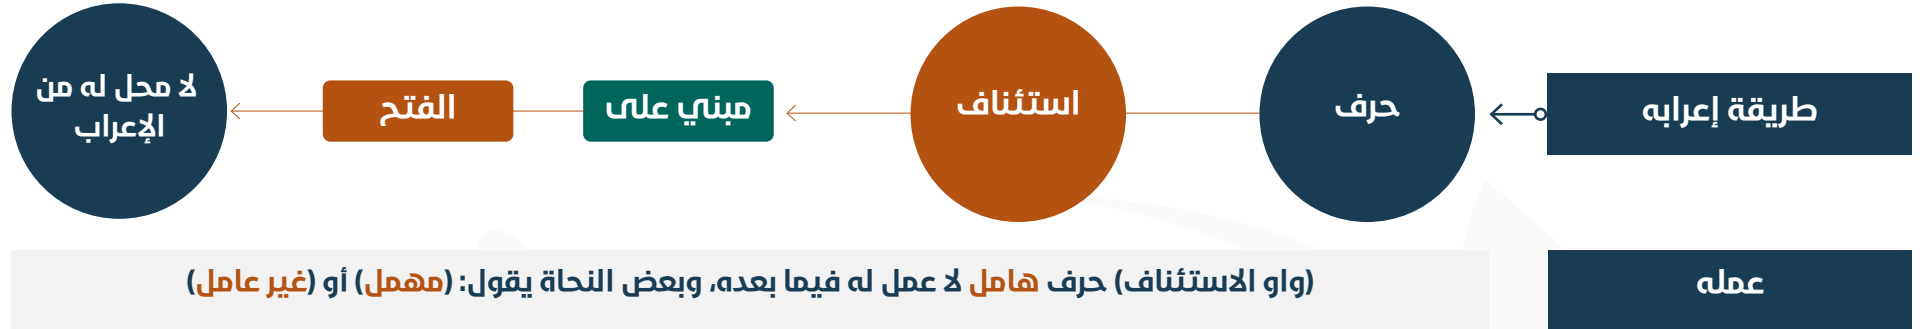 طريقة إعرابه
حرف
استئناف
مبني على
الفتح
لا محل له من
الإعراب
عمله
(واو الاستئناف) حرف هامل لا عمل له فيما بعده، وبعض النحاة يقول: (مهمل) أو (غير عامل)